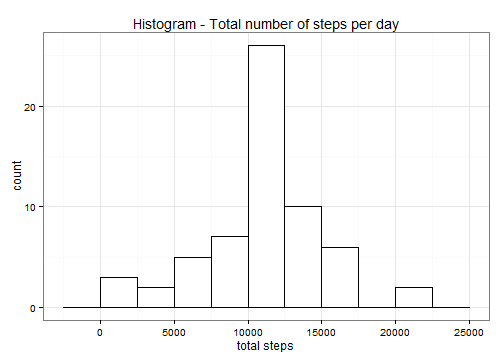 Histogram - Total number of steps per day
count
20
10
0
0 5000 10000 15000 20000 25000
total steps